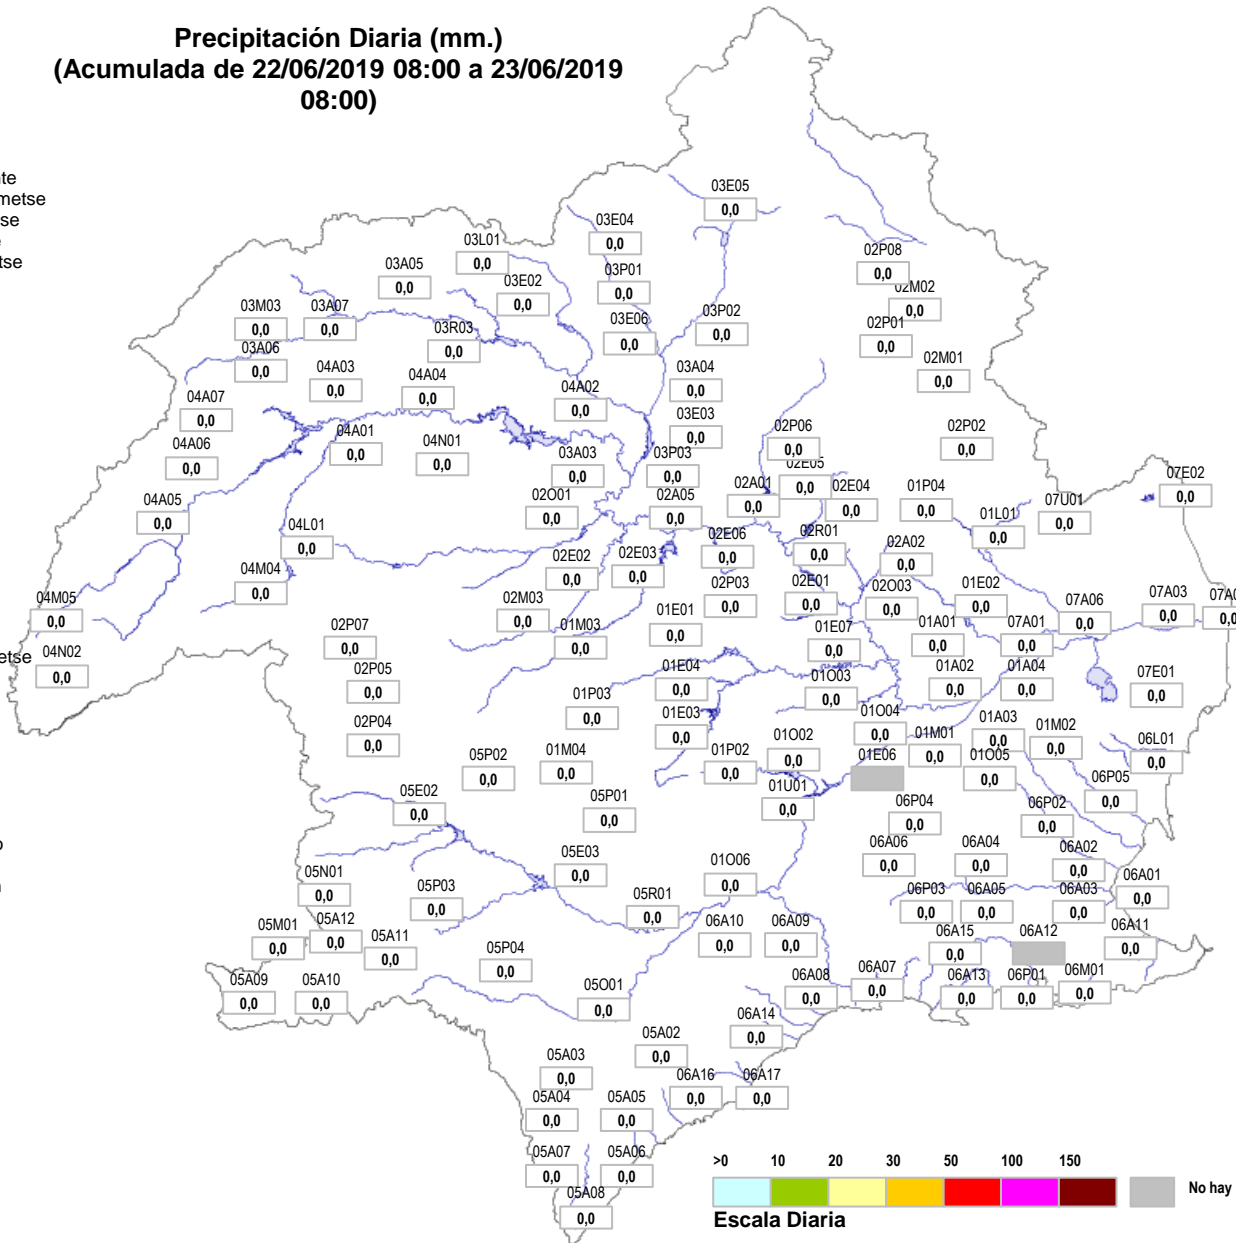 Precipitación Diaria (mm.)
(Acumulada de 22/06/2019 08:00 a 23/06/2019
08:00)
te
metse
se
e
tse
03E05
0,0
03E04
0,0
03L01
0,0
02P08
0,0
03A05
0,0
03P01
0,0
03E02
0,0
02M02
0,0
03M03
0,0
03A07
0,0
03P02
0,0
03R03
0,0
03E06
0,0
02P01
0,0
03A06
0,0
02M01
0,0
04A03
0,0
04A04
0,0
03A04
0,0
04A02
0,0
04A07
0,0
03E03
0,0
04A01
0,0
02P06
0,0
02P02
0,0
04A06
0,0
04N01
0,0
03A03
0,0
03P03
0,0
02E05
0,0
07E02
0,0
02A01
0,0
02E04
0,0
01P04
0,0
04A05
0,0
02O01
0,0
02A05
0,0
07U01
0,0
01L01
0,0
04L01
0,0
02E06
0,0
02R01
0,0
02A02
0,0
02E02
0,0
02E03
0,0
04M04
0,0
02P03
0,0
02E01
0,0
02O03
0,0
01E02
0,0
07A03
0,0
07A0
0,0
04M05
0,0
02M03
0,0
07A06
0,0
01E01
0,0
02P07
0,0
01M03
0,0
01E07
0,0
01A01
0,0
07A01
0,0
etse
04N02
0,0
02P05
0,0
01E04
0,0
01O03
0,0
01A02
0,0
01A04
0,0
07E01
0,0
01P03
0,0
01E03
0,0
02P04
0,0
01O04
0,0
01A03
0,0
01M02
0,0
01M01
0,0
06L01
0,0
05P02
0,0
01M04
0,0
01P02
0,0
01O02
0,0
01E06
01O05
0,0
06P05
0,0
05E02
0,0
05P01
0,0
01U01
0,0
06P04
0,0
06P02
0,0
o
05E03
0,0
01O06
0,0
06A06
0,0
06A04
0,0
06A02
0,0
05N01
0,0
05P03
0,0
05R01
0,0
06P03
0,0
06A05
0,0
06A03
0,0
06A01
0,0
05M01
0,0
05A12
0,0
05A11
0,0
06A10
0,0
06A09
0,0
06A15
0,0
06A12
06A11
0,0
05P04
0,0
05A09
0,0
05A10
0,0
05O01
0,0
06A08
0,0
06A07
0,0
06A13
0,0
06P01
0,0
06M01
0,0
06A14
0,0
05A02
0,0
05A03
0,0
06A16
0,0
06A17
0,0
05A04
0,0
05A05
0,0
05A07
0,0
05A06
0,0
05A08
0,0
>0 10 20 30 50 100 150
No hay
Escala Diaria